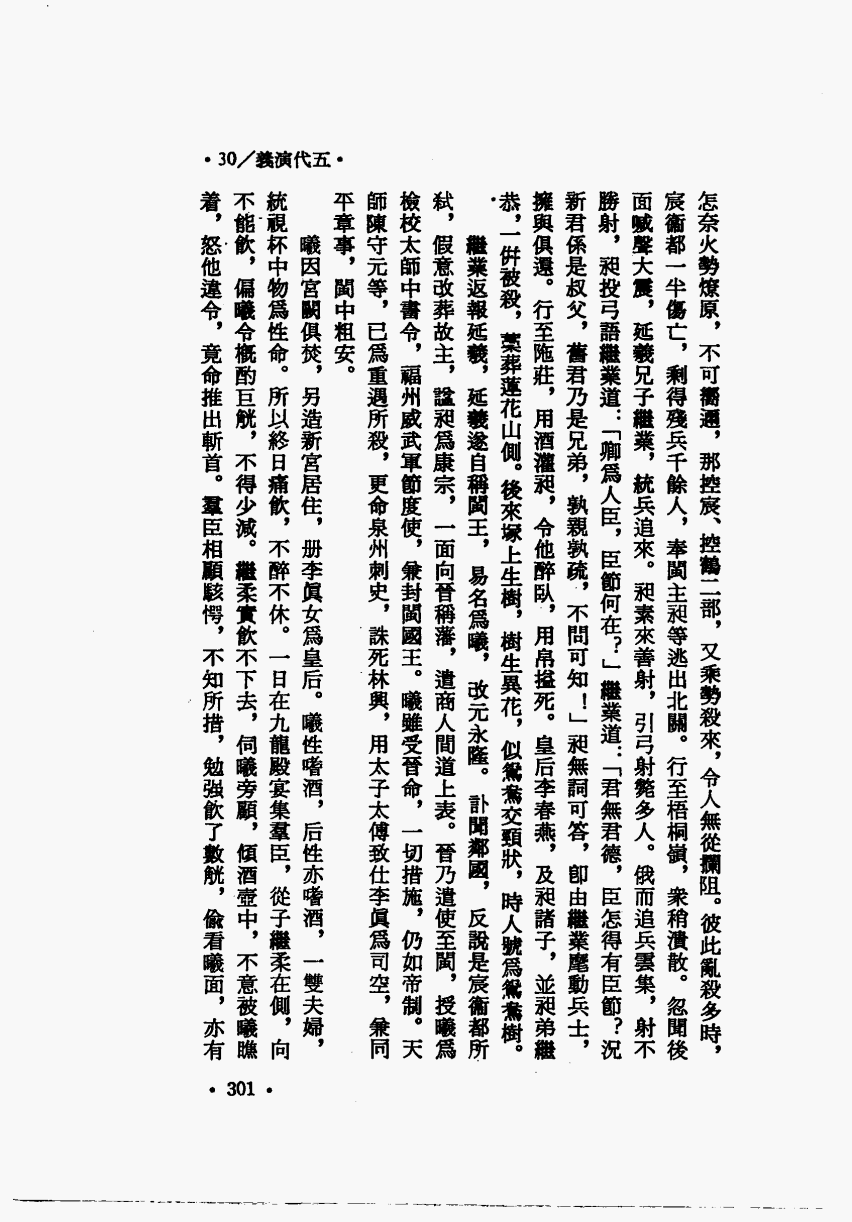 •30/義演代五•
怎奈火勢燎原，不可嚮邇，那控宸、控鶴二部，又乘勢殺來，令人無從攔阻。彼此亂殺多時，
宸衞都一半傷亡，剩得殘兵千餘人，奉閩主昶等逃出北關。行至梧桐嶺，衆稍潰散。忽聞後
面喊聲大震，延羲兄子繼業，統兵追來。昶素來善射，引弓射斃多人。俄而追兵雲集，射不
勝射，昶投弓語繼業道：「卿爲人臣，臣節何在？」繼業道：「君無君德，臣怎得有臣節？況
新君係是叔父，舊君乃是兄弟，孰親孰疏，不問可知！」昶無詞可答，卽由繼業麾動兵士，
擁與俱還。行至陁莊，用酒灌昶，令他醉臥，用帛搤死。皇后李春燕，及昶諸子，並昶弟繼
恭，一併被殺，藁葬蓮花山側。後來塚上生樹，樹生異花，似鴛鴦交頸狀，時人號爲鴛鴦樹。
繼業返報延羲，延羲遂自稱閩王，易名爲曦，改元永隆。訃聞鄰國，反說是宸衞都所
弒，假意改葬故主，諡昶爲康宗，一面向晉稱藩，遣商人間道上表。晉乃遣使至閩，授曦爲
檢校太師中書令，福州威武軍節度使，兼封閩國王。曦雖受晉命，一切措施，仍如帝制。天
師陳守元等，已爲重遇所殺，更命泉州刺史，誅死林興，用太子太傅致仕李眞爲司空，兼同
平章事，閩中粗安。
曦因宮闕俱焚，另造新宮居住，册李眞女爲皇后。曦性嗜酒，后性亦嗜酒，一雙夫婦，
統視杯中物爲性命。所以終日痛飲，不醉不休。一日在九龍殿宴集羣臣，從子繼柔在側，向
不能飲，偏曦令概酌巨觥，不得少減。繼柔實飲不下去，伺曦旁顧，傾酒壺中，不意被曦瞧
着，怒他違令，竟命推出斬首。羣臣相顧駭愕，不知所措，勉强飲了數觥，偸看曦面，亦有
•301•